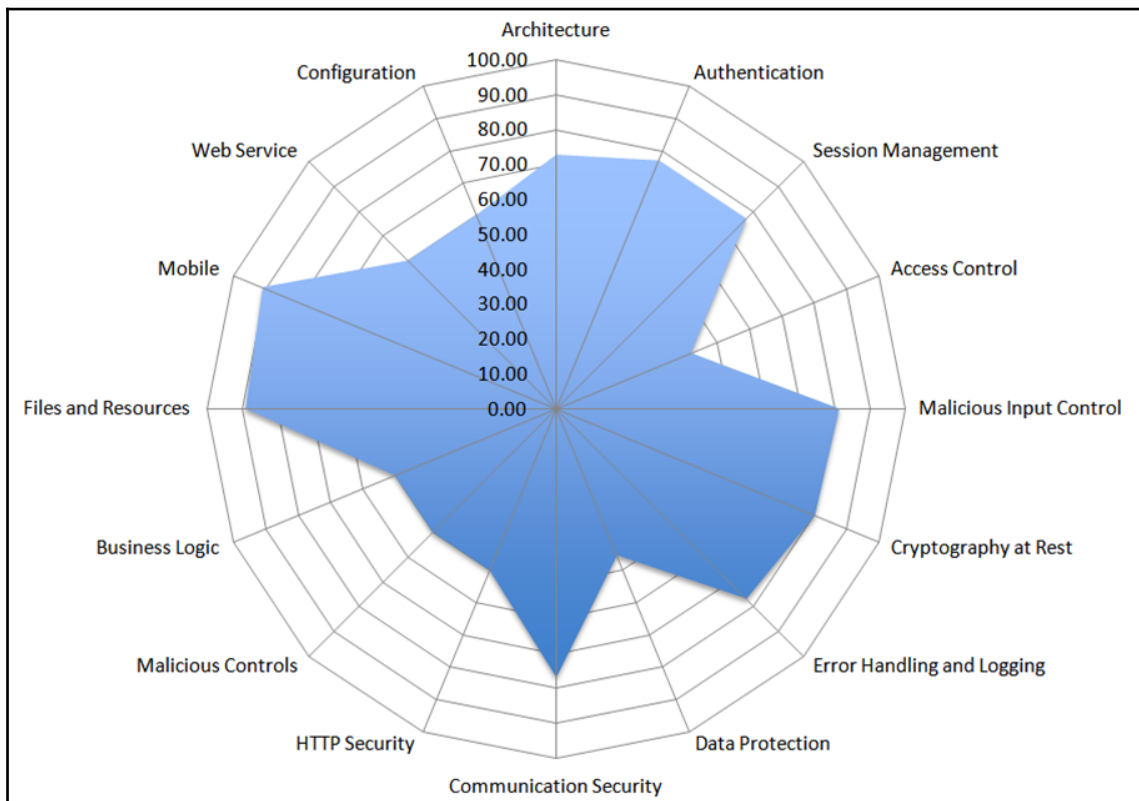 Architecture
100.00
Configuration
Authentication
90.00
80.00
Web Service
Session Management
70.00
60.00
Mobile
50.00
Access Control
40.00
30.00
20.00
10.00
Files and Resources
0.00
Malicious Input Control
Business Logic
Cryptography at Rest
Malicious Controls
Error Handling and Logging
HTTP Security
Data Protection
Communication Security